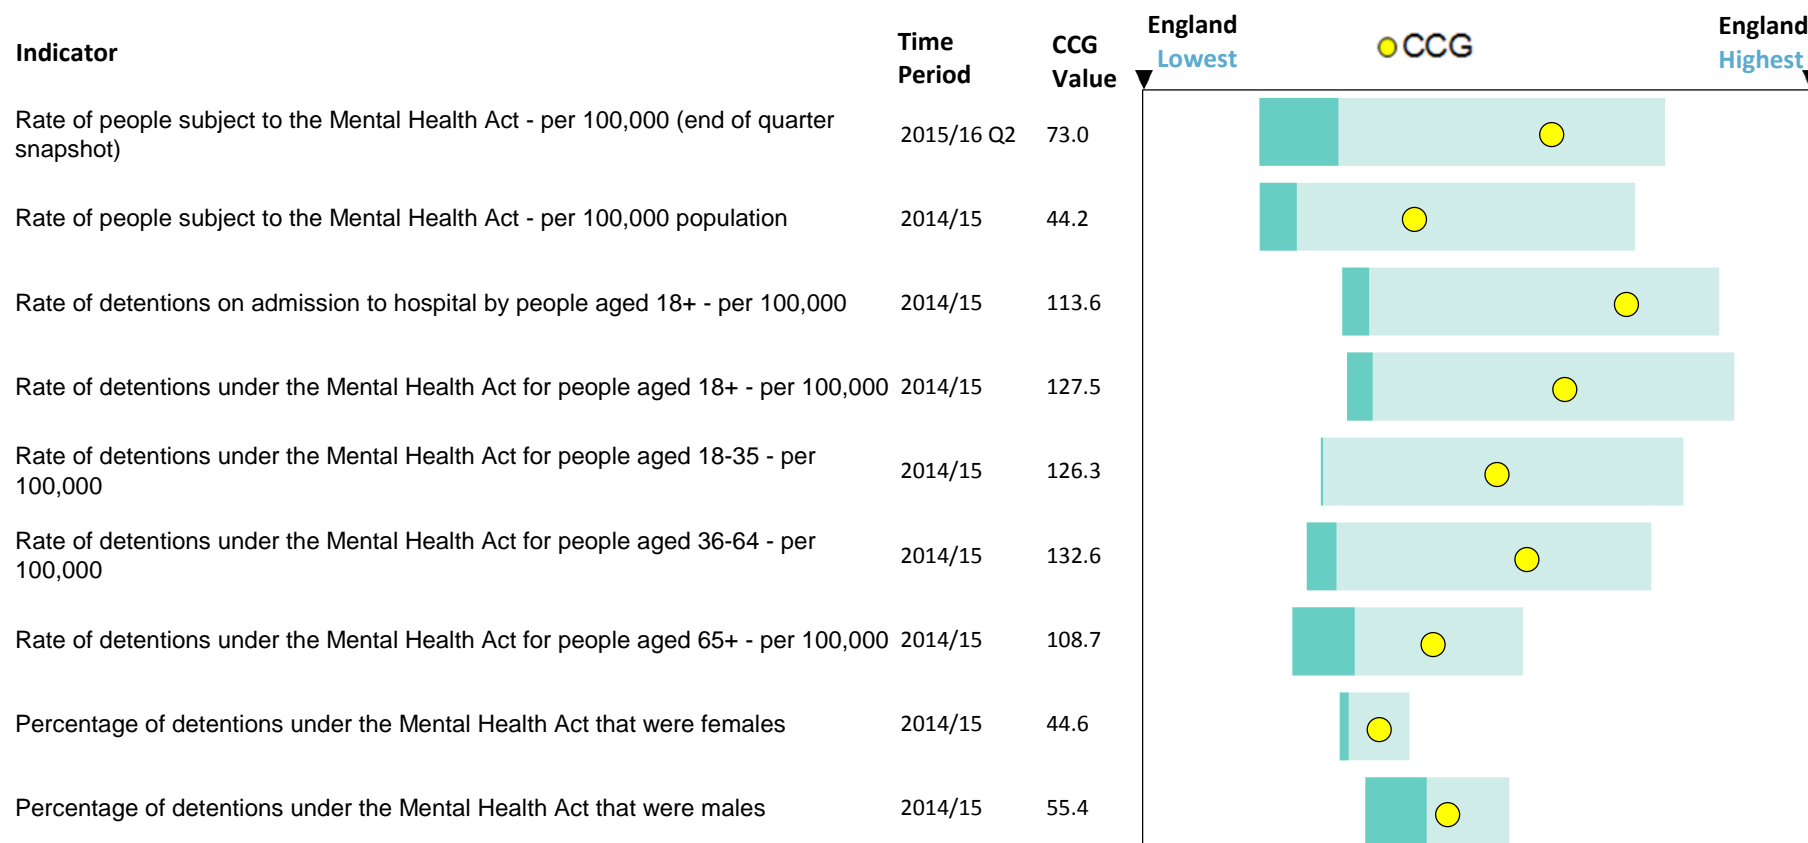 Indicator
Time Period
CCG Value
England Lowest
CCG
England Highest
Rate of people subject to the Mental Health Act - per 100,000 (end of quarter
snapshot)
2015/16 Q2
73.0
Rate of people subject to the Mental Health Act - per 100,000 population
2014/15
44.2
Rate of detentions on admission to hospital by people aged 18+ - per 100,000
2014/15
113.6
Rate of detentions under the Mental Health Act for people aged 18+ - per 100,000
2014/15
127.5
Rate of detentions under the Mental Health Act for people aged 18-35 - per
100,000
2014/15
126.3
Rate of detentions under the Mental Health Act for people aged 36-64 - per
100,000
2014/15
132.6
Rate of detentions under the Mental Health Act for people aged 65+ - per 100,000
2014/15
108.7
Percentage of detentions under the Mental Health Act that were females
2014/15
44.6
Percentage of detentions under the Mental Health Act that were males
2014/15
55.4